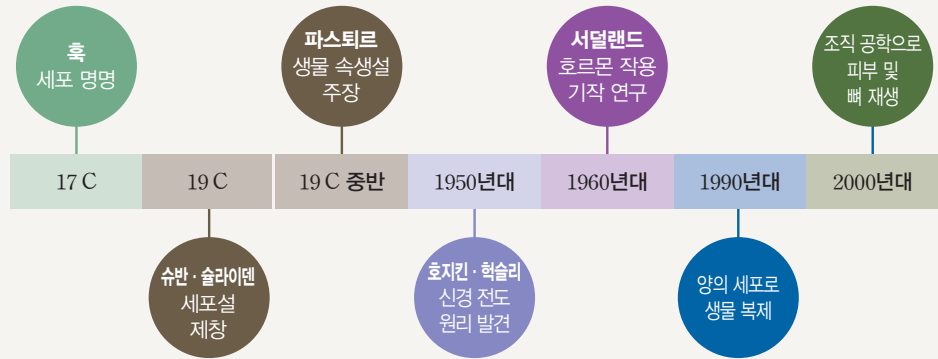 훅
세포 명명
파스퇴르
생물 속생설
주장
서덜랜드
호르몬 작용
기작 연구
조직 공학으로
피부 및
뼈 재생
17 C
19 C
19 C 중반
1950년대
1960년대
1990년대
2000년대
슈반 · 슐라이덴
세포설
제창
호지킨 · 헉슬리
신경 전도
원리 발견
양의 세포로
생물 복제